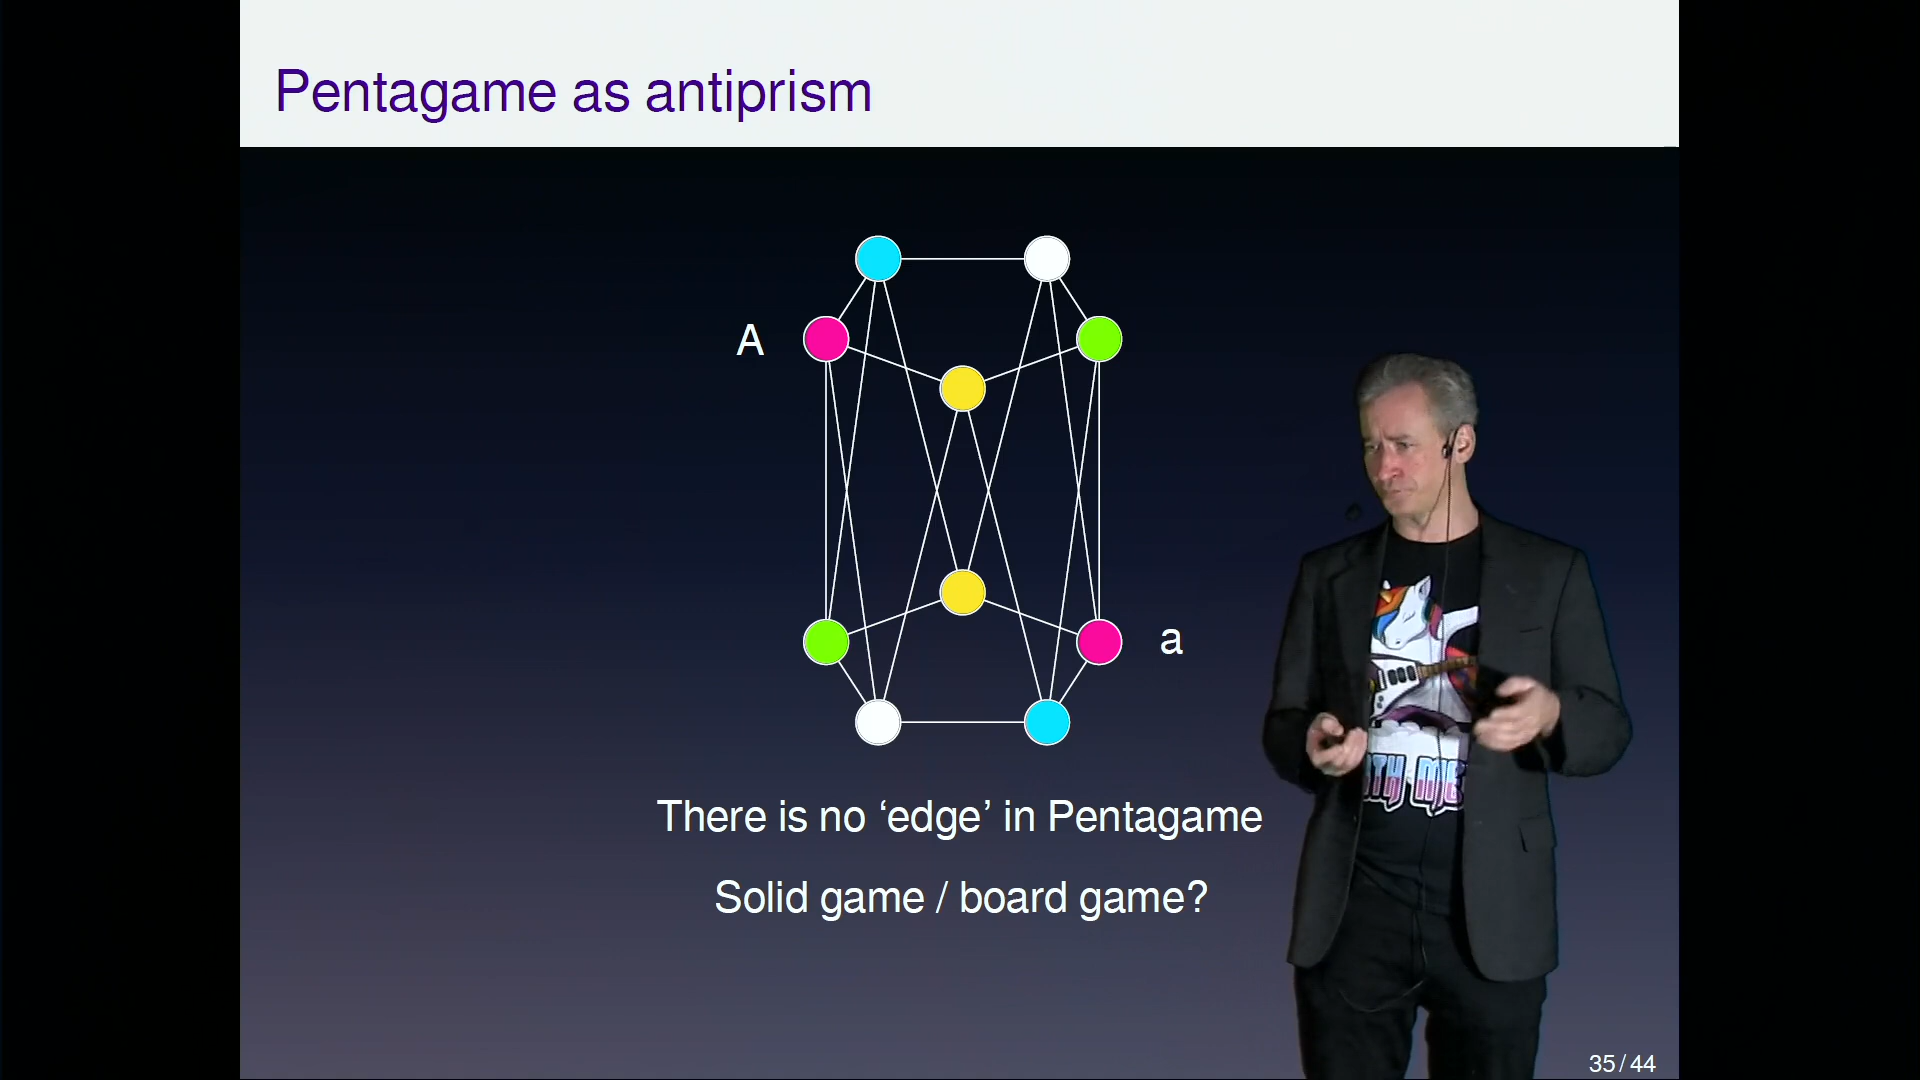 Pentagame as antiprism
A
a
There is no ‘edge’ in Pentagame
Solid game / board game?
35 / 44